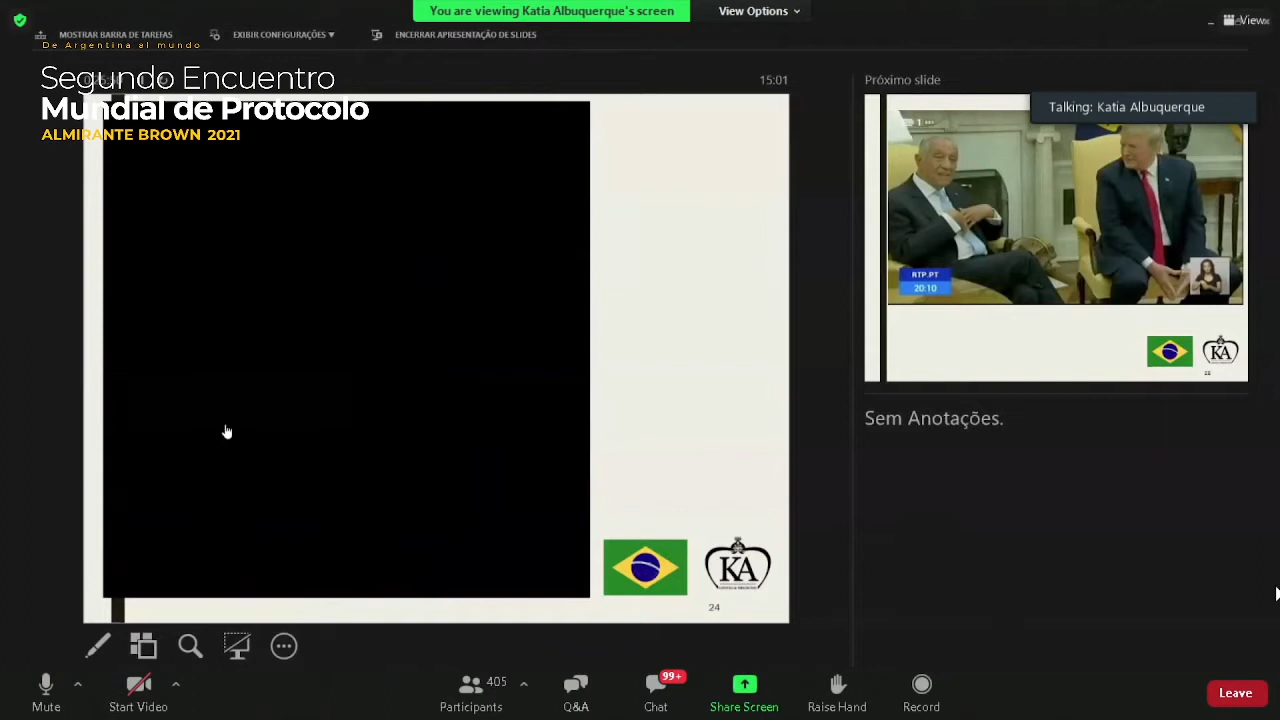 You are viewing Katia Albuquerque's screen
View Options
View
MOSTRAR BARRA DE TAREFAS
EXIBIR CONFIGURAÇÕES
ENCERRAR APRESENTAÇÃO DE SLIDES
De Argentina al mundo
Segundo Encuentro
Mundial de Protocolo
ALMIRANTE BROWN 2021
15:01
Próximo slide
Talking: Katia Albuquerque
1
RTP.PT
20:10
KA
Sem Anotações.
KA
24
Mute
Start Video
405
Participants
Q&A
99+
Chat
Share Screen
Raise Hand
Record
Leave